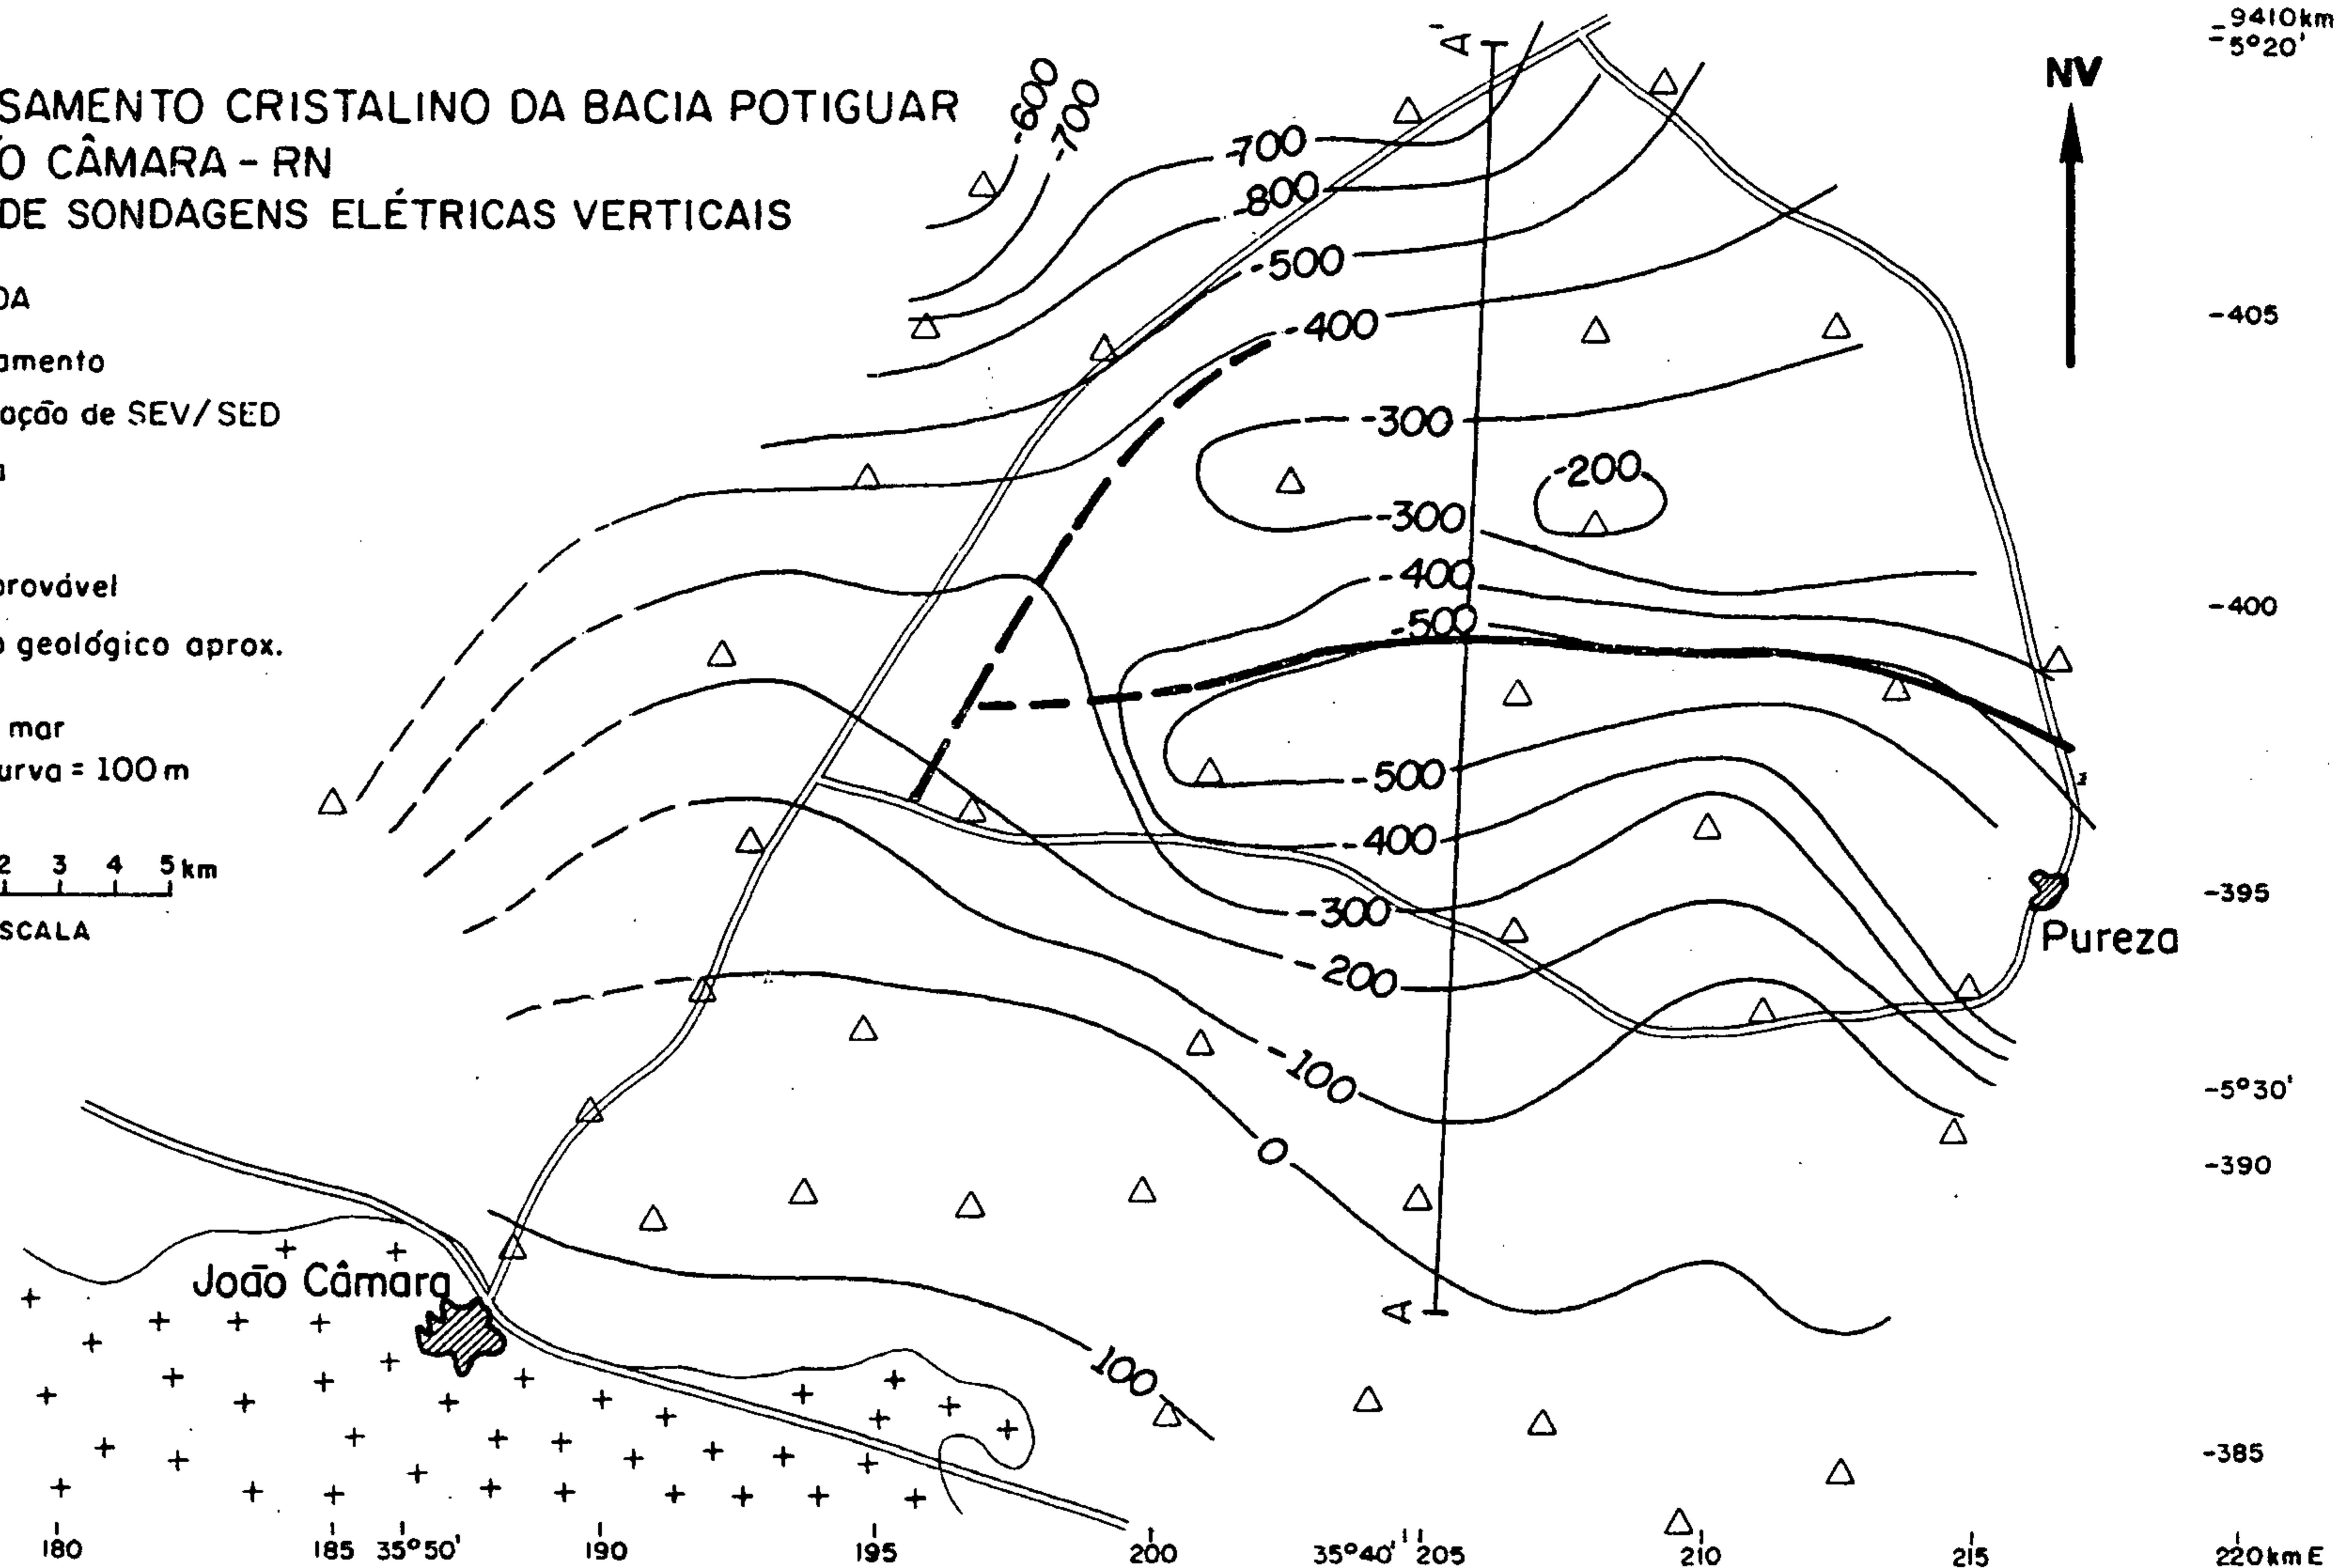 SAMENTO CRISTALINO DA BACIA POTIGUAR
O CÂMARA - RN
DE SONDAGENS ELÉTRICAS VERTICAIS
DA
amento
ação de SEV/SED
provável
o geológico aprox.
mar
urva = 100 m
2 3 4 5 km
SCALA
-600
-700
-700
-800
-500
-400
-300
-200
-300
-400
-500
-500
-400
-300
-200
-100
0
100
A'
A
NV
João Câmara
Pureza
-9410 km
-5°20'
-405
-400
-395
-5°30'
-390
-385
180
185
35°50'
190
195
200
35°40'
205
210
215
220 km E